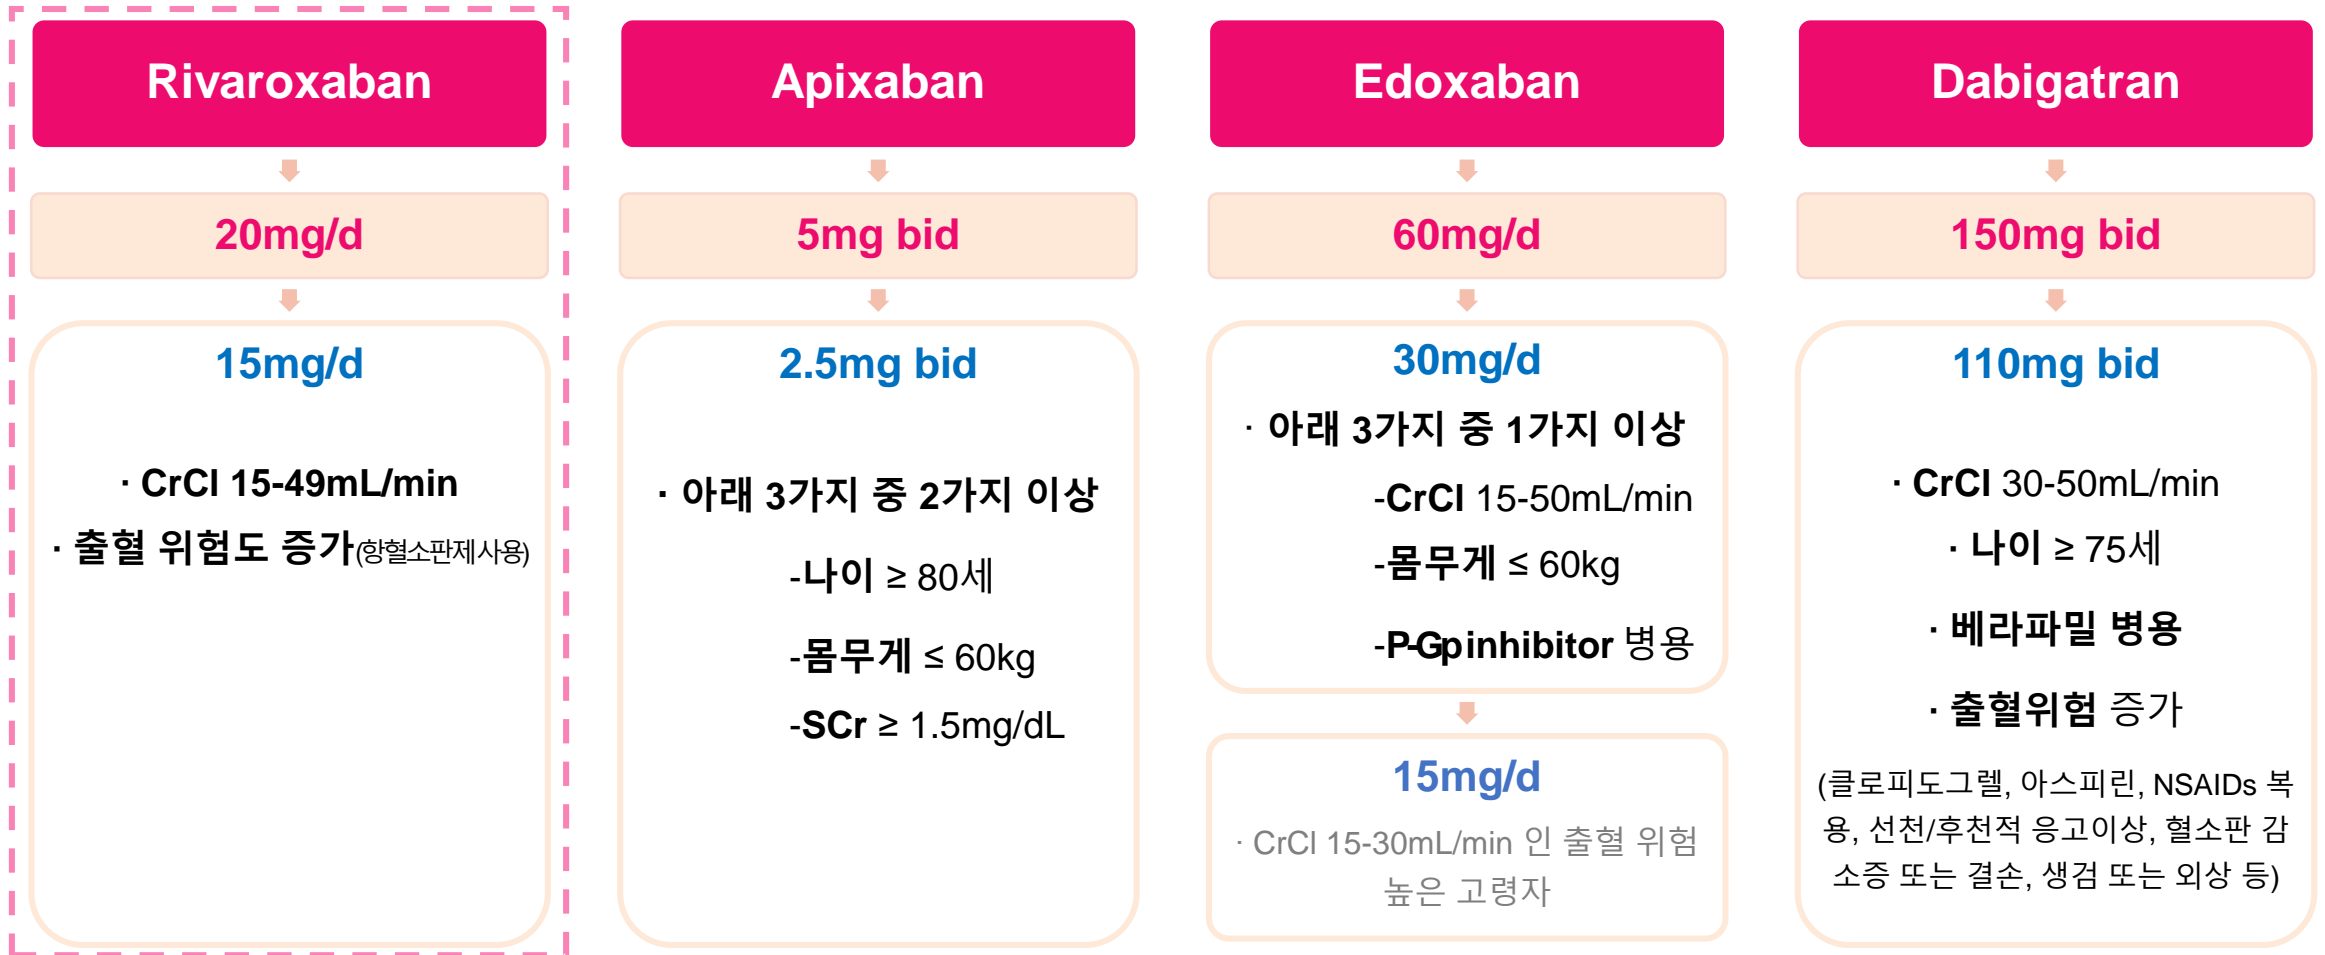 Rivaroxaban
20mg/d
15mg/d
· CrCl 15-49mL/min
· 출혈 위험도 증가(항혈소판제사용)
Apixaban
5mg bid
2.5mg bid
· 아래 3가지 중 2가지 이상
-나이 ≥ 80세
-몸무게 ≤ 60kg
-SCr ≥ 1.5mg/dL
Edoxaban
60mg/d
30mg/d
· 아래 3가지 중 1가지 이상
-CrCl 15-50mL/min
-몸무게 ≤ 60kg
-P-Gp inhibitor 병용
15mg/d
· CrCl 15-30mL/min 인 출혈 위험
높은 고령자
Dabigatran
150mg bid
110mg bid
· CrCl 30-50mL/min
· 나이 ≥ 75세
· 베라파밀 병용
· 출혈위험 증가
(클로피도그렐, 아스피린, NSAIDs 복
용, 선천/후천적 응고이상, 혈소판 감
소증 또는 결손, 생검 또는 외상 등)